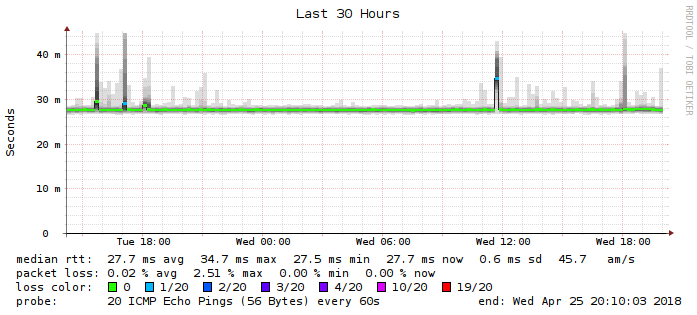 Last 30 Hours
RRDTOOL / TOBI OETIKER
Seconds
40 m
30 m
20 m
10 m
0
Tue 18:00 Wed 00:00 Wed 06:00 Wed 12:00 Wed 18:00
median rtt: 27.7 ms avg 34.7 ms max 27.5 ms min 27.7 ms now 0.6 ms sd 45.7 am/s
packet loss: 0.02 % avg 2.51 % max 0.00 % min 0.00 % now
loss color: 0 1/20 2/20 3/20 4/20 10/20 19/20
probe: 20 ICMP Echo Pings (56 Bytes) every 60s end: Wed Apr 25 20:10:03 2018